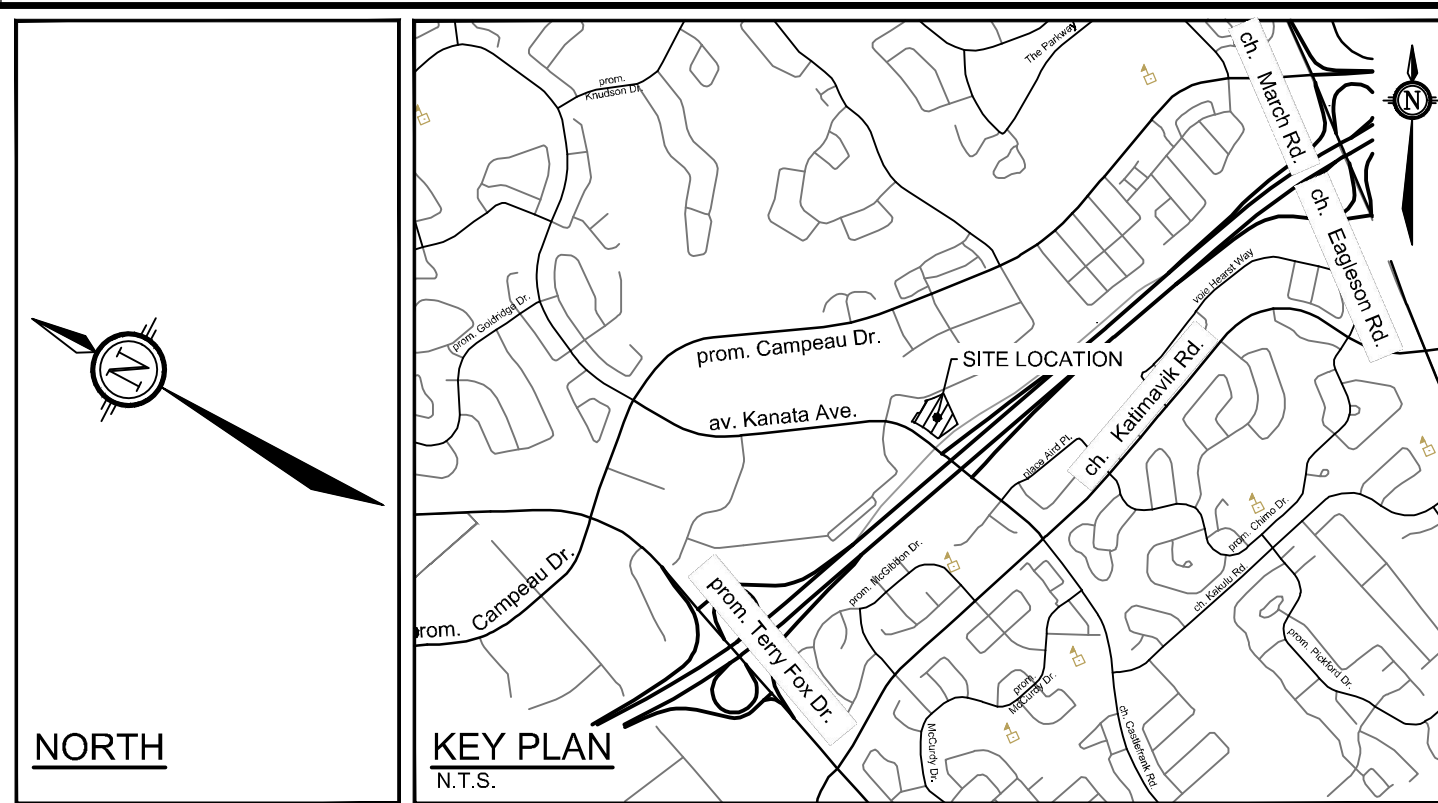 N
NORTH
The Parkway
prom.
Knudson Dr.
ch. March Rd.
N
ch. Eagleson Rd.
voie Hearst Way
prom. Goldridge Dr.
prom. Campeau Dr.
SITE LOCATION
ch. Katimavik Rd.
av. Kanata Ave.
place Aird Pl.
prom. Chimo Dr.
prom. Campeau Dr.
prom. McGibbon Dr.
ch. Kakulu Rd.
prom. Terry Fox Dr.
prom. Pickford Dr.
prom.
McCurdy Dr.
McCurdy Dr.
ch. Castlefrank Rd.
KEY PLAN
N.T.S.